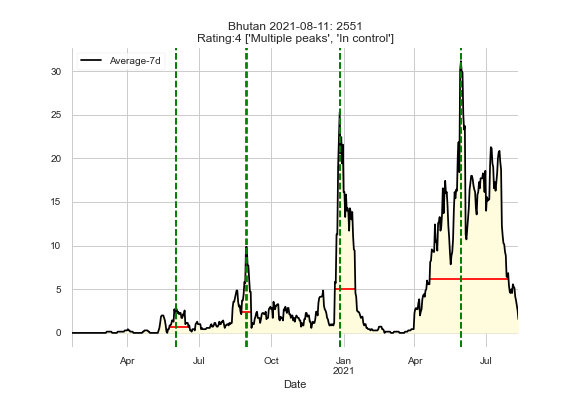 Bhutan 2021-08-11: 2551
Rating:4 ['Multiple peaks', 'In control']
Average-7d
30
25
20
15
10
5
0
Apr
Jul
Oct
Jan
2021
Apr
Jul
Date